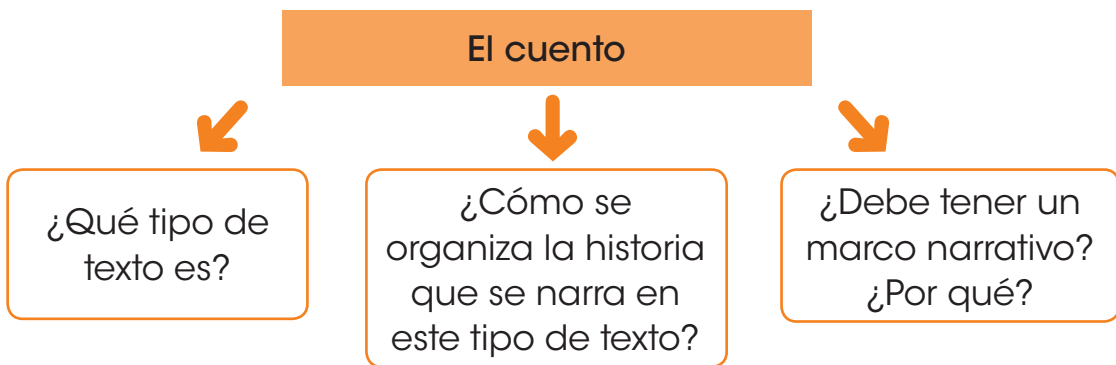 El cuento
¿Qué tipo de
texto es?
¿Cómo se
organiza la historia
que se narra en
este tipo de texto?
¿Debe tener un
marco narrativo?
¿Por qué?